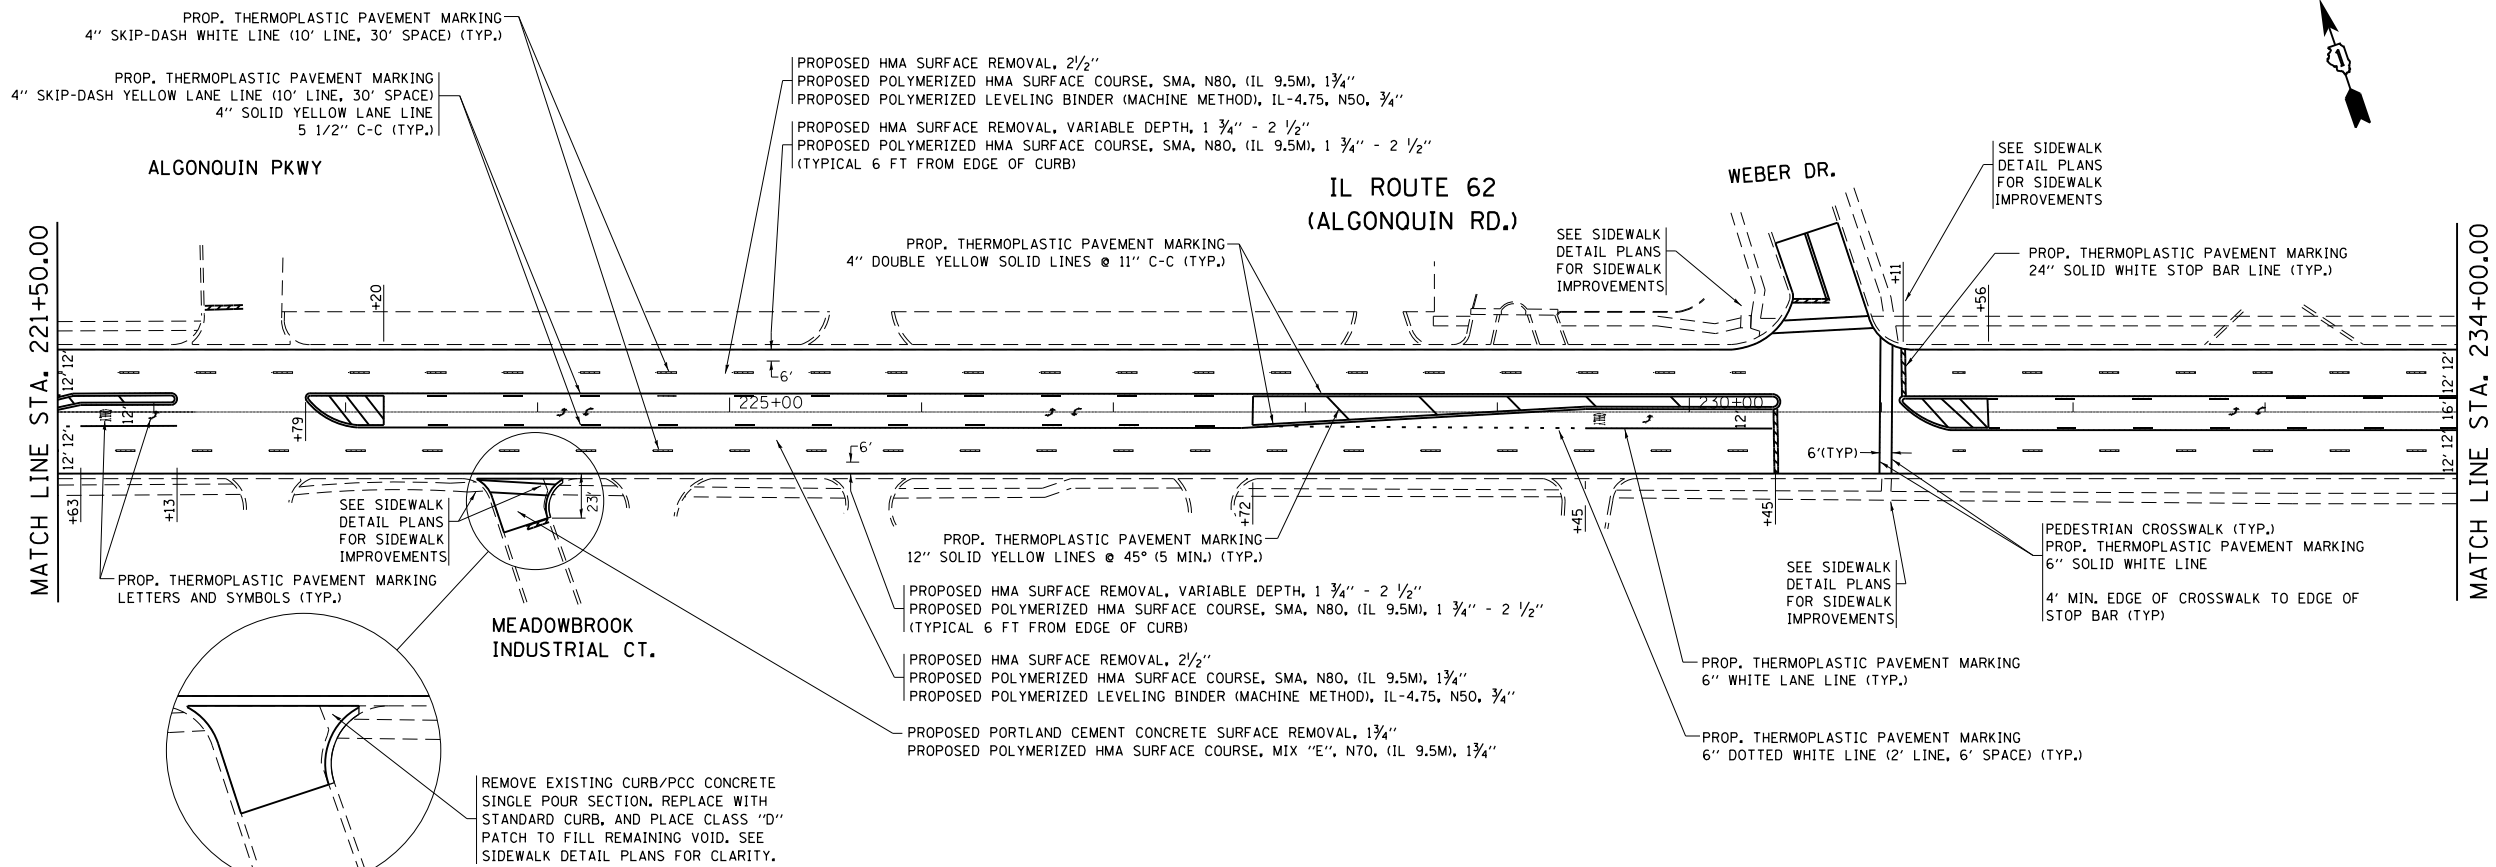 PROP. THERMOPLASTIC PAVEMENT MARKING
4" SKIP-DASH WHITE LINE (10' LINE, 30' SPACE) (TYP.)
PROP. THERMOPLASTIC PAVEMENT MARKING
4" SKIP-DASH YELLOW LANE LINE (10' LINE, 30' SPACE)
4" SOLID YELLOW LANE LINE
5 1/2" C-C (TYP.)
ALGONQUIN PKWY
PROPOSED HMA SURFACE REMOVAL, 2½"
PROPOSED POLYMERIZED HMA SURFACE COURSE, SMA, N80, (IL 9.5M), 1¾"
PROPOSED POLYMERIZED LEVELING BINDER (MACHINE METHOD), IL-4.75, N50, ¾"
PROPOSED HMA SURFACE REMOVAL, VARIABLE DEPTH, 1 ¾" - 2 ½"
PROPOSED POLYMERIZED HMA SURFACE COURSE, SMA, N80, (IL 9.5M), 1 ¾" - 2 ½"
(TYPICAL 6 FT FROM EDGE OF CURB)
IL ROUTE 62
(ALGONQUIN RD.)
WEBER DR.
SEE SIDEWALK
DETAIL PLANS
FOR SIDEWALK
IMPROVEMENTS
SEE SIDEWALK
DETAIL PLANS
FOR SIDEWALK
IMPROVEMENTS
PROP. THERMOPLASTIC PAVEMENT MARKING
4" DOUBLE YELLOW SOLID LINES @ 11" C-C (TYP.)
PROP. THERMOPLASTIC PAVEMENT MARKING
24" SOLID WHITE STOP BAR LINE (TYP.)
MATCH LINE STA. 221+50.00
MATCH LINE STA. 234+00.00
+20
+11
+56
12' 12'
12'
12' 12'
6'
225+00
230+00
12'
12' 12'
16'
12' 12'
+79
6'
6'(TYP)
+63
+13
23'
+72
+45
+45
SEE SIDEWALK
DETAIL PLANS
FOR SIDEWALK
IMPROVEMENTS
PROP. THERMOPLASTIC PAVEMENT MARKING
LETTERS AND SYMBOLS (TYP.)
MEADOWBROOK
INDUSTRIAL CT.
PROP. THERMOPLASTIC PAVEMENT MARKING
12" SOLID YELLOW LINES @ 45° (5 MIN.) (TYP.)
PROPOSED HMA SURFACE REMOVAL, VARIABLE DEPTH, 1 ¾" - 2 ½"
PROPOSED POLYMERIZED HMA SURFACE COURSE, SMA, N80, (IL 9.5M), 1 ¾" - 2 ½"
(TYPICAL 6 FT FROM EDGE OF CURB)
PROPOSED HMA SURFACE REMOVAL, 2½"
PROPOSED POLYMERIZED HMA SURFACE COURSE, SMA, N80, (IL 9.5M), 1¾"
PROPOSED POLYMERIZED LEVELING BINDER (MACHINE METHOD), IL-4.75, N50, ¾"
PROPOSED PORTLAND CEMENT CONCRETE SURFACE REMOVAL, 1¾"
PROPOSED POLYMERIZED HMA SURFACE COURSE, MIX "E", N70, (IL 9.5M), 1¾"
SEE SIDEWALK
DETAIL PLANS
FOR SIDEWALK
IMPROVEMENTS
PEDESTRIAN CROSSWALK (TYP.)
PROP. THERMOPLASTIC PAVEMENT MARKING
6" SOLID WHITE LINE
4' MIN. EDGE OF CROSSWALK TO EDGE OF
STOP BAR (TYP)
PROP. THERMOPLASTIC PAVEMENT MARKING
6" WHITE LANE LINE (TYP.)
PROP. THERMOPLASTIC PAVEMENT MARKING
6" DOTTED WHITE LINE (2' LINE, 6' SPACE) (TYP.)
REMOVE EXISTING CURB/PCC CONCRETE
SINGLE POUR SECTION. REPLACE WITH
STANDARD CURB, AND PLACE CLASS "D"
PATCH TO FILL REMAINING VOID. SEE
SIDEWALK DETAIL PLANS FOR CLARITY.